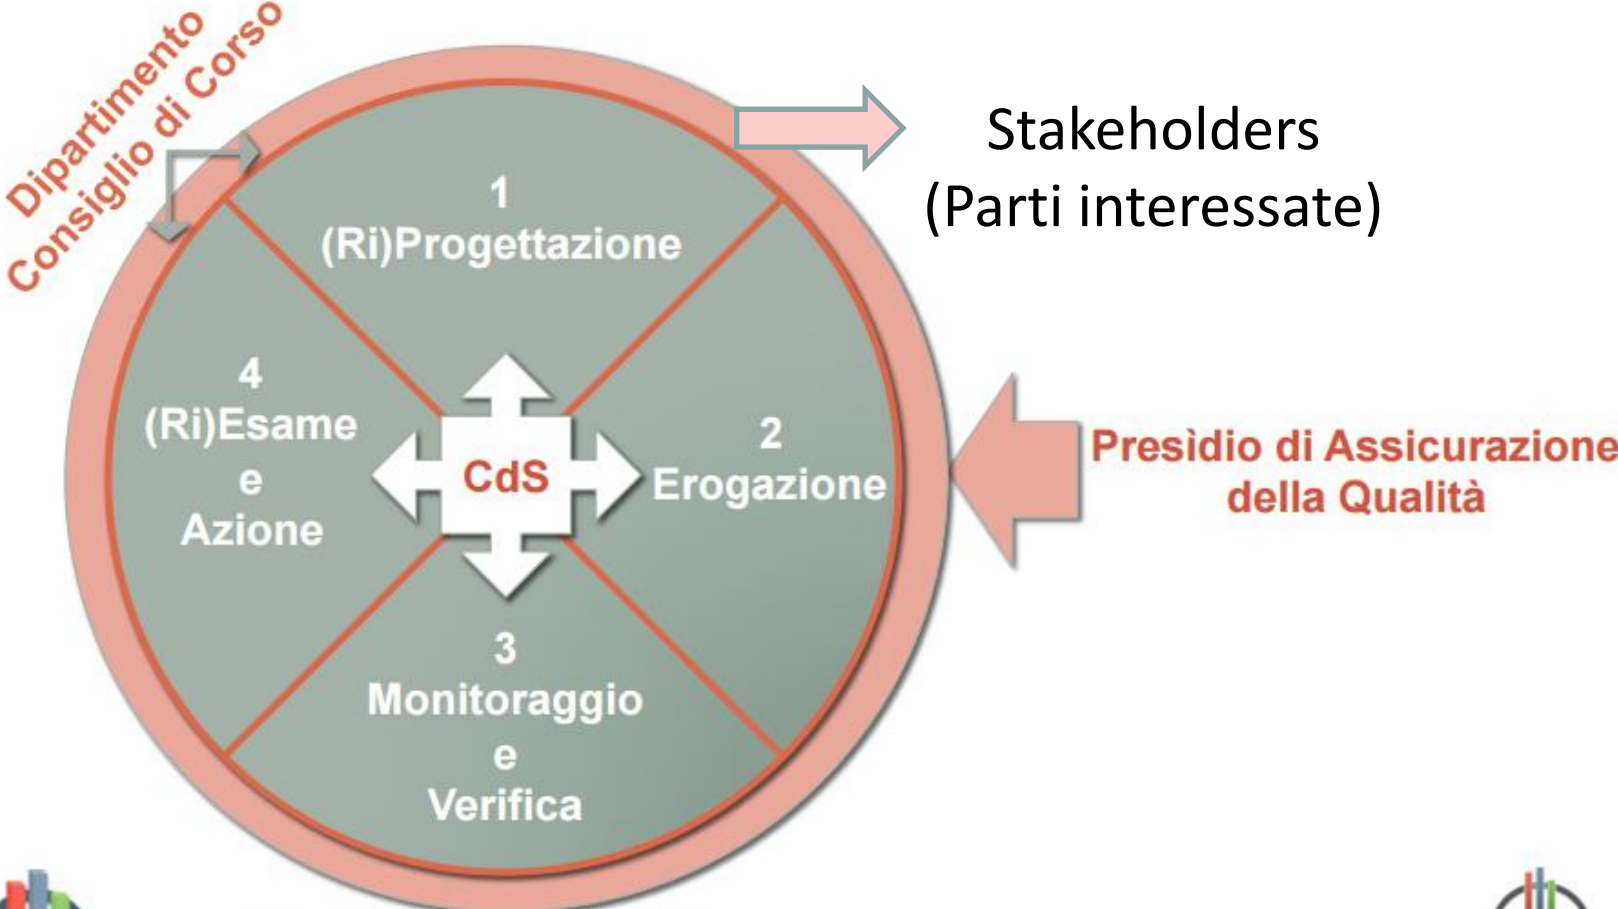 Dipartimento
Consiglio di Corso
Stakeholders
(Parti interessate)
1
(Ri)Progettazione
4
(Ri)Esame
e
Azione
CdS
2
Erogazione
Presìdio di Assicurazione
della Qualità
3
Monitoraggio
e
Verifica